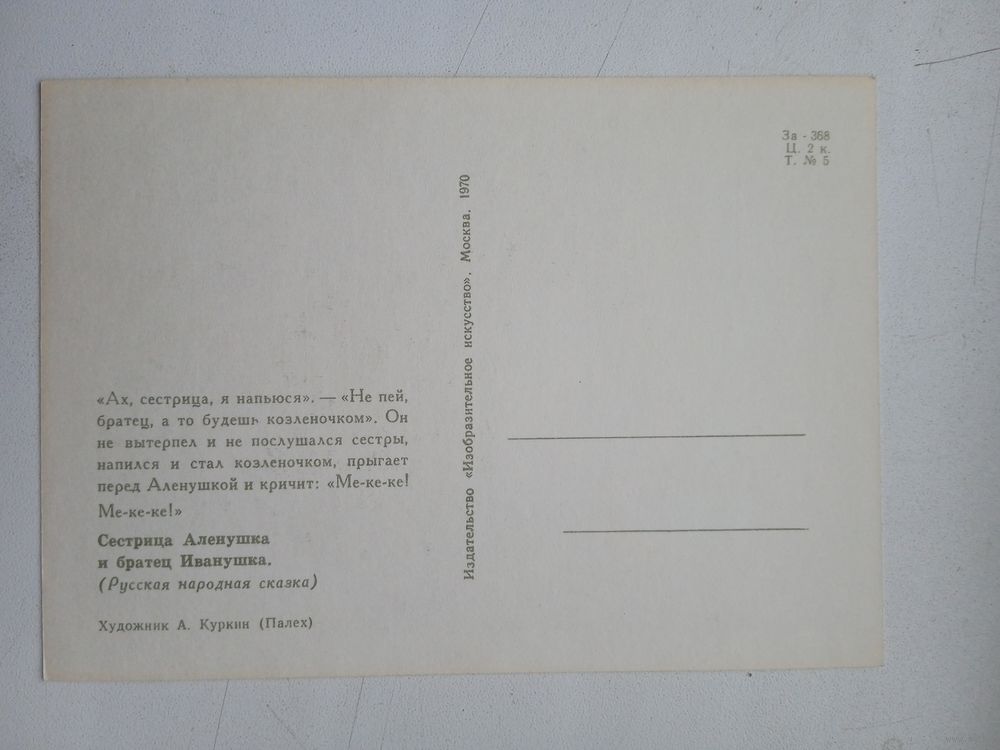 «Ах, сестрица, я напьюся». — «Не пей,
братец, а то будешь козленочком». Он
не вытерпел и не послушался сестры,
напился и стал козленочком, прыгает
перед Аленушкой и кричит: «Ме-ке-ке!
Ме-ке-ке!»
Сестрица Аленушка
и братец Иванушка.
(Русская народная сказка)
Художник А. Куркин (Палех)
Издательство «Изобразительное искусство». Москва. 1970
За - 368
Ц. 2 к.
Т. № 5